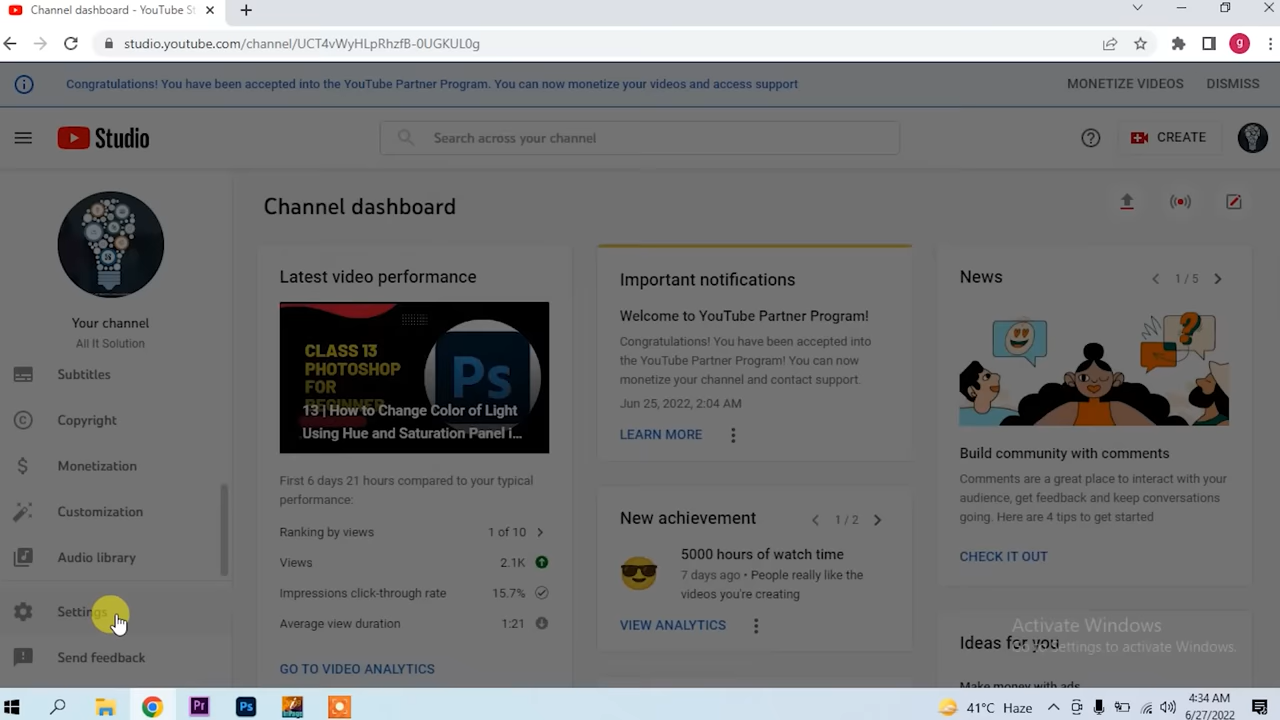 Channel dashboard - YouTube St
studio.youtube.com/channel/UCT4vWyHLpRhzfB-0UGKUL0g
g
Congratulations! You have been accepted into the YouTube Partner Program. You can now monetize your videos and access support
MONETIZE VIDEOS
DISMISS
Studio
Search across your channel
CREATE
Your channel
All It Solution
Subtitles
Copyright
Monetization
Customization
Audio library
Settings
Send feedback
Channel dashboard
Latest video performance
CLASS 13
PHOTOSHOP
FOR
BEGINNER
Ps
13 | How to Change Color of Light
Using Hue and Saturation Panel i...
First 6 days 21 hours compared to your typical
performance:
Ranking by views 1 of 10
Views 2.1K
Impressions click-through rate 15.7%
Average view duration 1:21
GO TO VIDEO ANALYTICS
Important notifications
Welcome to YouTube Partner Program!
Congratulations! You have been accepted into
the YouTube Partner Program! You can now
monetize your channel and contact support.
Jun 25, 2022, 2:04 AM
LEARN MORE
New achievement
1 / 2
5000 hours of watch time
7 days ago • People really like the
videos you're creating
VIEW ANALYTICS
News
1 / 5
Build community with comments
Comments are a great place to interact with your
audience, get feedback and keep conversations
going. Here are 4 tips to get started
CHECK IT OUT
Ideas for you
Activate Windows
Go to Settings to activate Windows.
Pr
Ps
41°C Haze
4:34 AM
6/27/2022